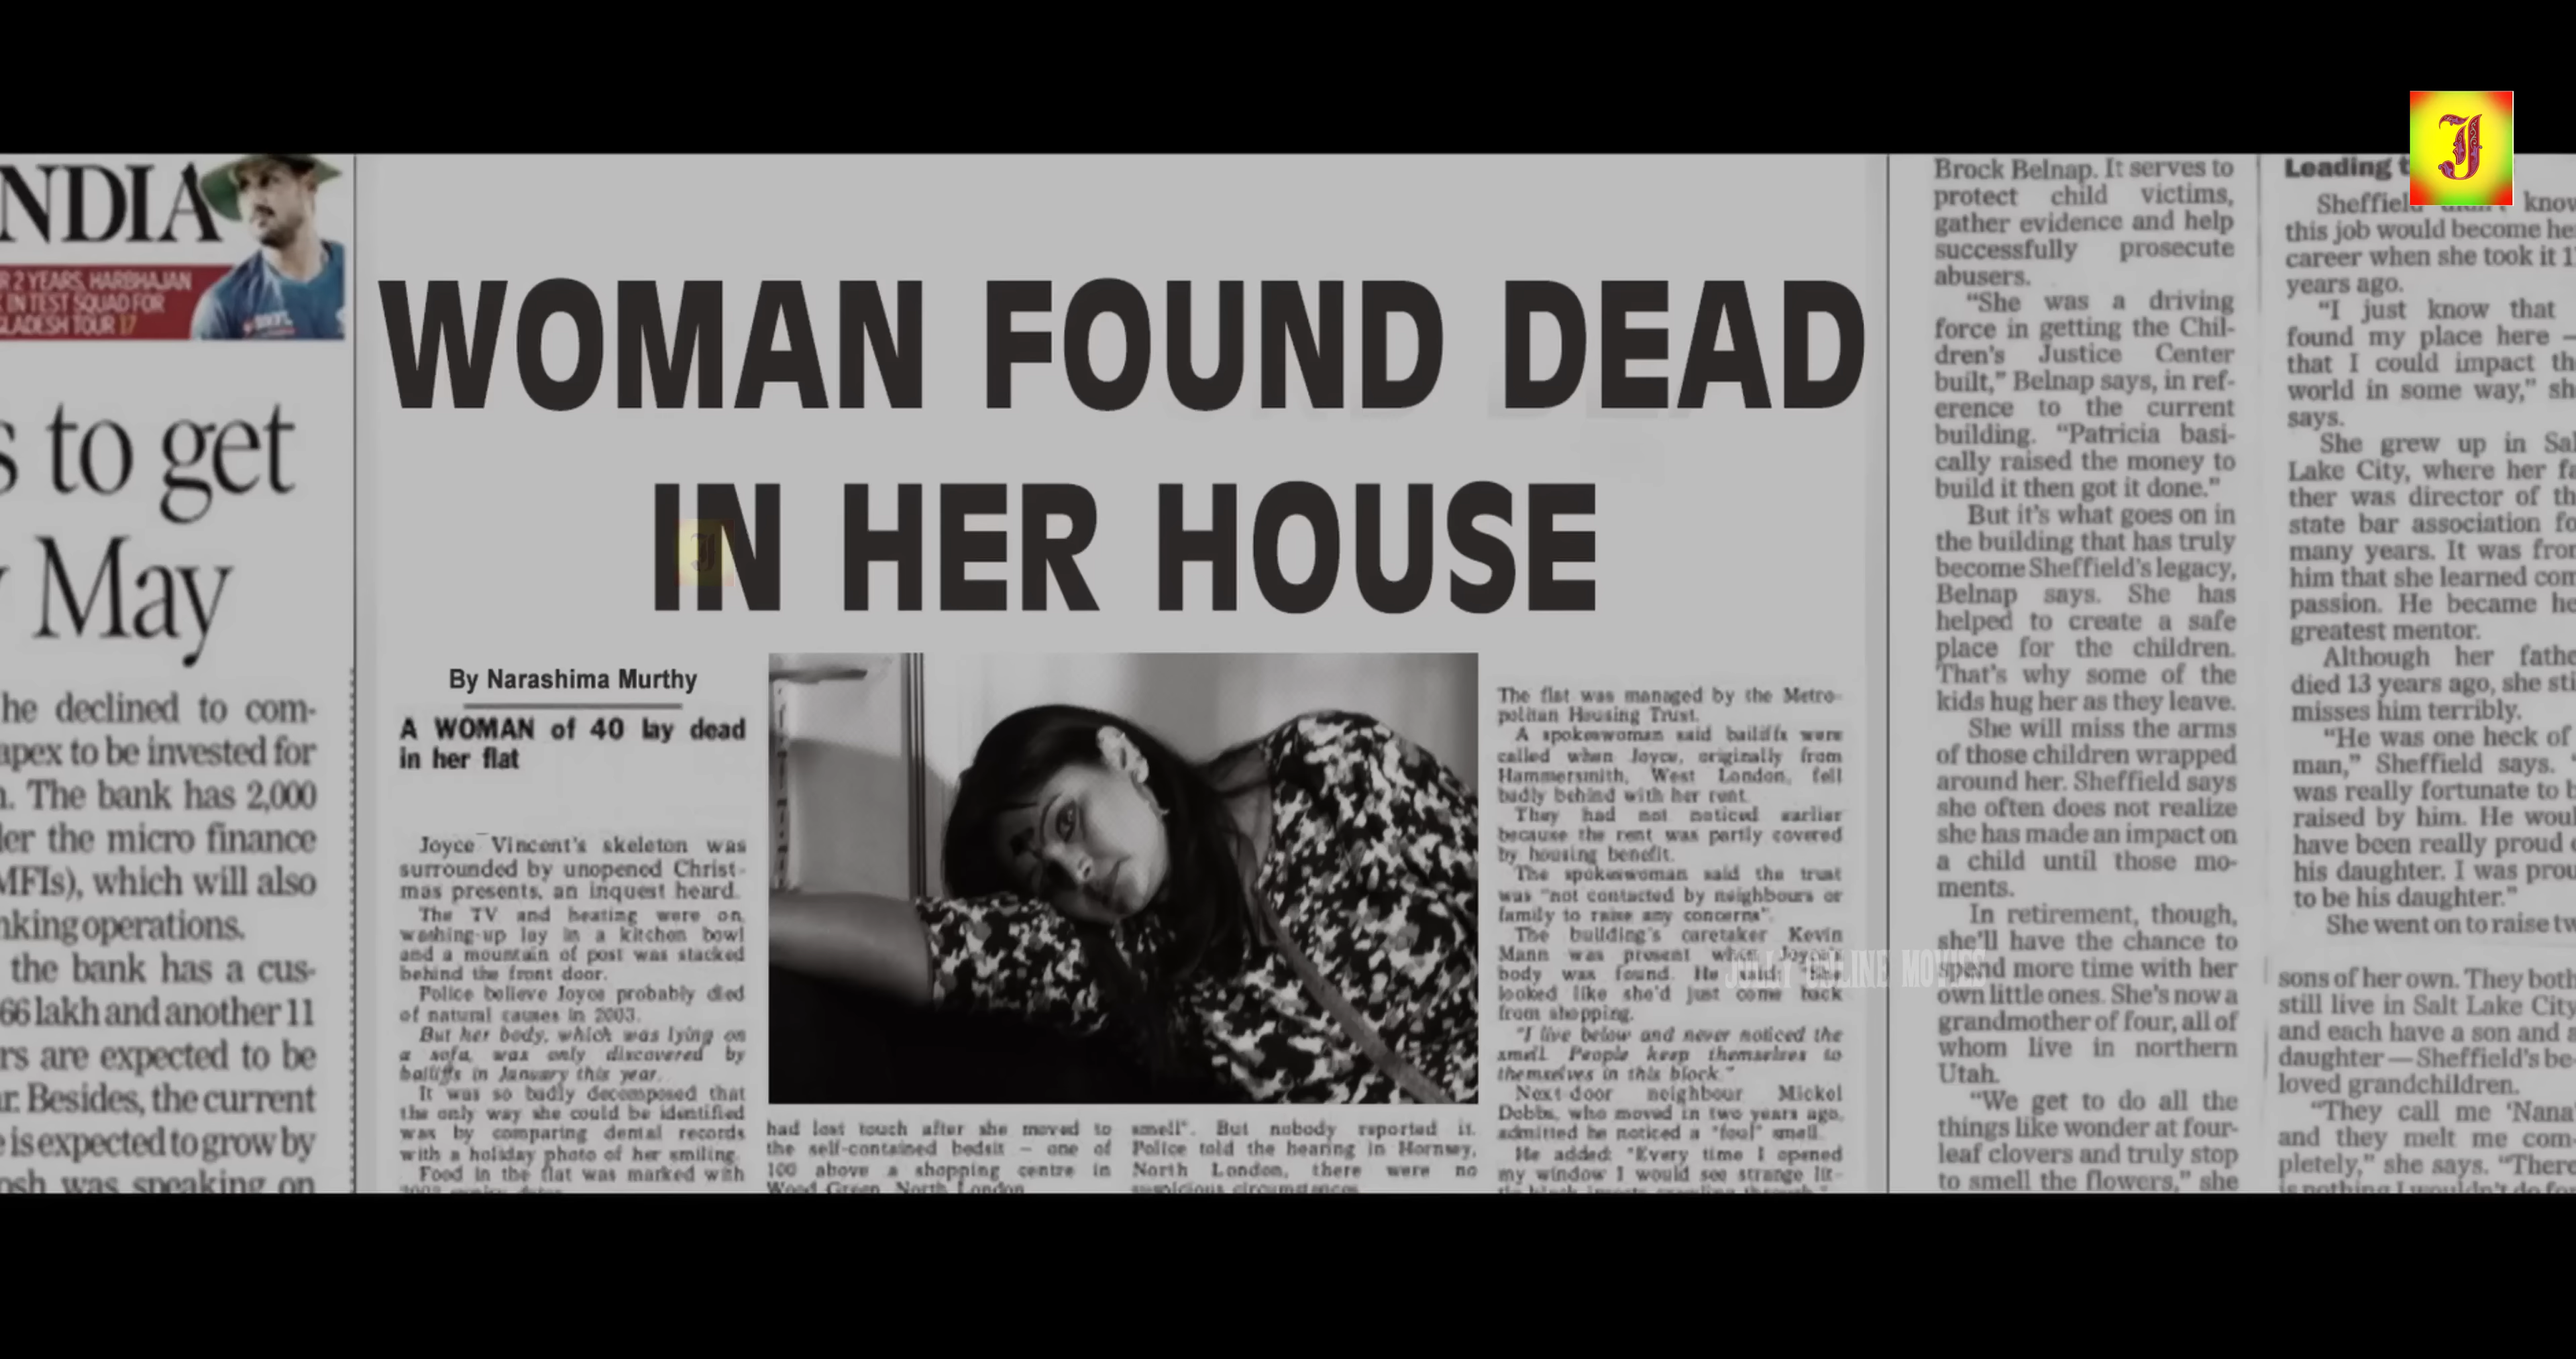 NDIA
R 2 YEARS, HARBHAJAN
IN TEST SQUAD FOR
GLADESH TOUR 17
s to get
May
he declined to com-
apex to be invested for
n. The bank has 2,000
ler the micro finance
MFIs), which will also
nking operations.
the bank has a cus-
66 lakh and another 11
rs are expected to be
ar. Besides, the current
e is expected to grow by
osh was speaking on
WOMAN FOUND DEAD
IN HER HOUSE
By Narashima Murthy
A WOMAN of 40 lay dead
in her flat
Joyce Vincent's skeleton was
surrounded by unopened Christ-
mas presents, an inquest heard.
The TV and heating were on,
washing-up lay in a kitchen bowl
and a mountain of post was stacked
behind the front door.
Police believe Joyce probably died
of natural causes in 2003.
But her body, which was lying on
a sofa, was only discovered by
bailiffs in January this year.
It was so badly decomposed that
the only way she could be identified
was by comparing dental records
with a holiday photo of her smiling.
Food in the flat was marked with
had lost touch after she moved to
the self-contained bedsit – one of
100 above a shopping centre in
Wood Green, North London
smell". But nobody reported it.
Police told the hearing in Hornsey,
North London, there were no
suspicious circumstances
The flat was managed by the Metro-
politan Housing Trust.
A spokeswoman said bailiffs were
called when Joyce, originally from
Hammersmith, West London, fell
badly behind with her rent.
They had not noticed earlier
because the rent was partly covered
by housing benefit.
The spokeswoman said the trust
was "not contacted by neighbours or
family to raise any concerns".
The building's caretaker Kevin
Mann was present when Joyce's
body was found. He said: "She
looked like she'd just come back
from shopping.
"I live below and never noticed the
smell. People keep themselves to
themselves in this block."
Next-door neighbour Mickel
Dobbs, who moved in two years ago,
admitted he noticed a "foul" smell.
He added: "Every time I opened
my window I would see strange lit-
JOLLY ONLINE MOVIES
Brock Belnap. It serves to
protect child victims,
gather evidence and help
successfully prosecute
abusers.
"She was a driving
force in getting the Chil-
dren's Justice Center
built," Belnap says, in ref-
erence to the current
building. "Patricia basi-
cally raised the money to
build it then got it done."
But it's what goes on in
the building that has truly
become Sheffield's legacy,
Belnap says. She has
helped to create a safe
place for the children.
That's why some of the
kids hug her as they leave.
She will miss the arms
of those children wrapped
around her. Sheffield says
she often does not realize
she has made an impact on
a child until those mo-
ments.
In retirement, though,
she'll have the chance to
spend more time with her
own little ones. She's now a
grandmother of four, all of
whom live in northern
Utah.
"We get to do all the
things like wonder at four-
leaf clovers and truly stop
to smell the flowers," she
J
Leading t
Sheffield didn't know
this job would become he
career when she took it 1
years ago.
"I just know that
found my place here —
that I could impact th
world in some way," sh
says.
She grew up in Sal
Lake City, where her fa
ther was director of th
state bar association fo
many years. It was from
him that she learned com
passion. He became he
greatest mentor.
Although her fathe
died 13 years ago, she sti
misses him terribly.
"He was one heck of
man," Sheffield says. "
was really fortunate to b
raised by him. He woul
have been really proud o
his daughter. I was prou
to be his daughter."
She went on to raise tw
sons of her own. They both
still live in Salt Lake City
and each have a son and a
daughter — Sheffield's be-
loved grandchildren.
"They call me 'Nana'
and they melt me com-
pletely," she says. "There
is nothing I wouldn't do for